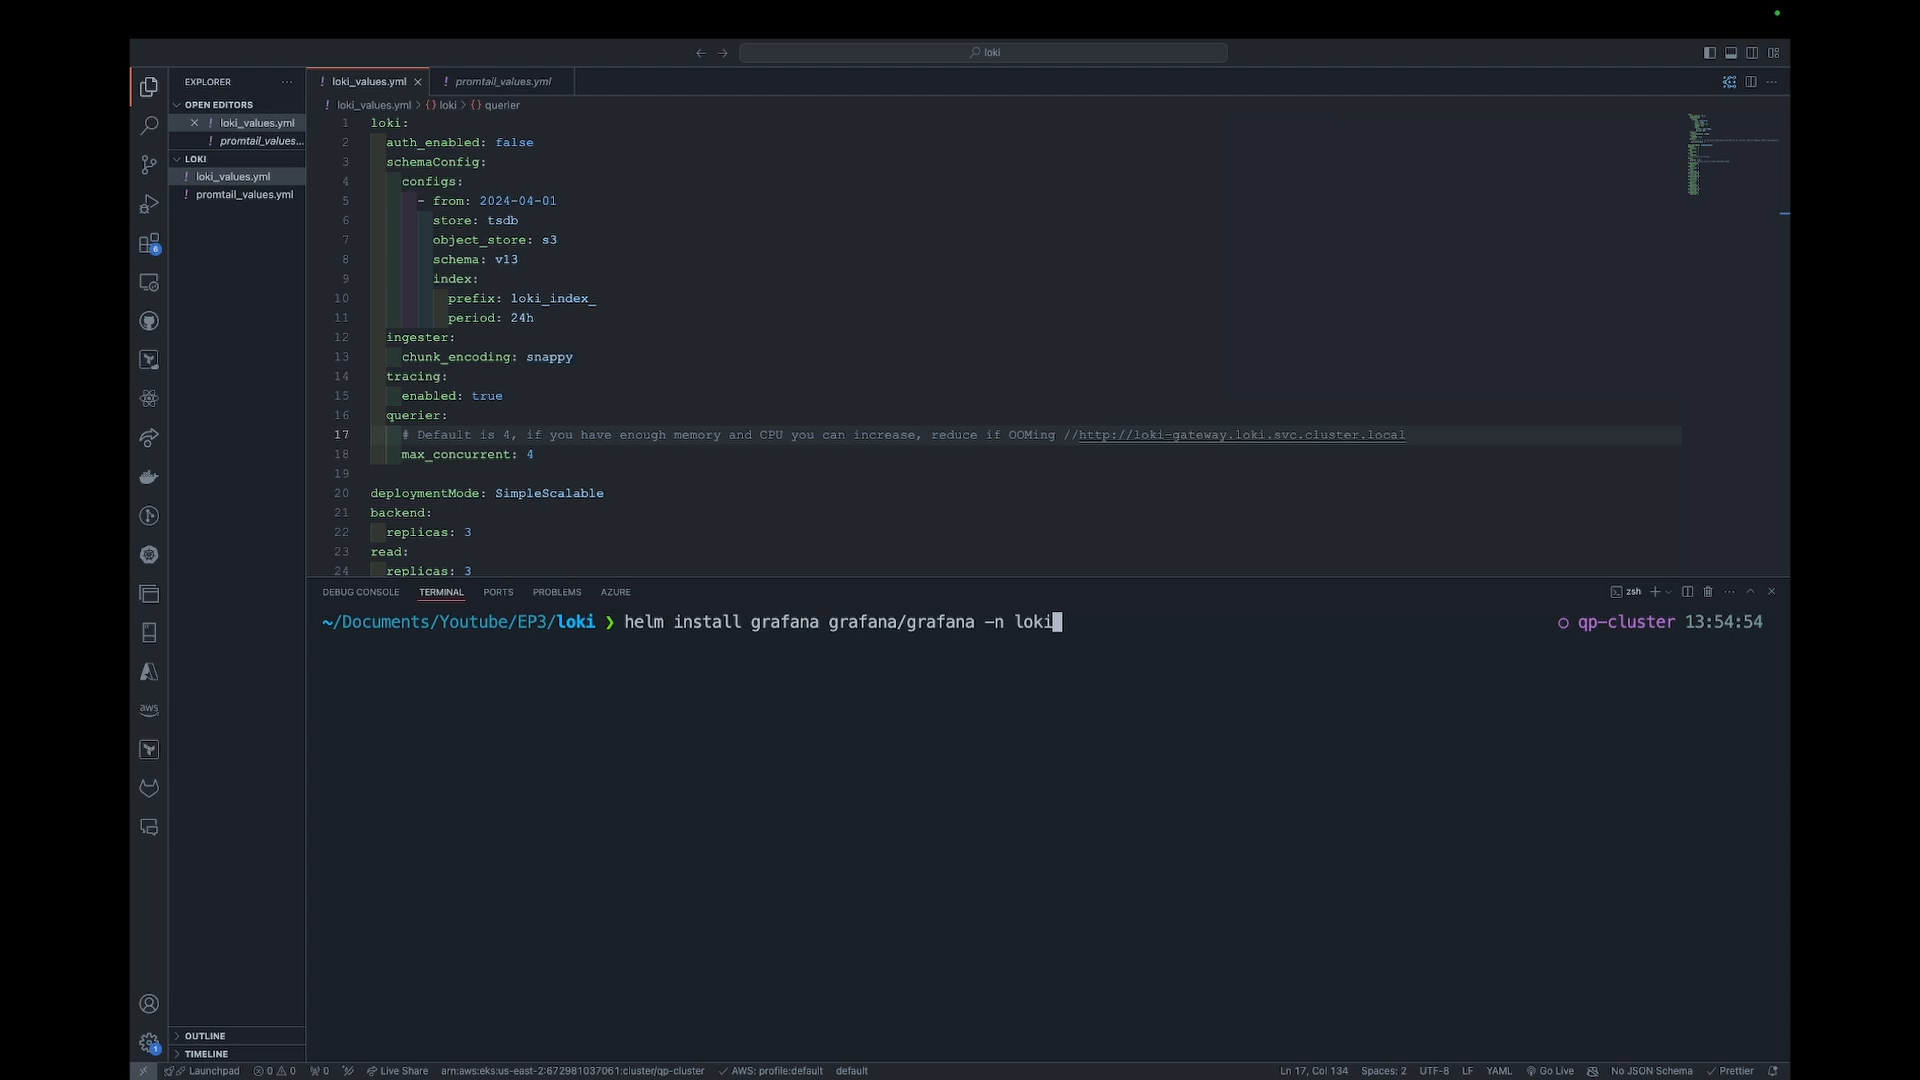 loki
EXPLORER
OPEN EDITORS
loki_values.yml
promtail_values...
LOKI
loki_values.yml
promtail_values.yml
OUTLINE
TIMELINE
loki_values.yml
promtail_values.yml
loki_values.yml > {} loki > {} querier
1 loki:
2 auth_enabled: false
3 schemaConfig:
4 configs:
5 - from: 2024-04-01
6 store: tsdb
7 object_store: s3
8 schema: v13
9 index:
10 prefix: loki_index_
11 period: 24h
12 ingester:
13 chunk_encoding: snappy
14 tracing:
15 enabled: true
16 querier:
17 # Default is 4, if you have enough memory and CPU you can increase, reduce if OOMing //http://loki-gateway.loki.svc.cluster.local
18 max_concurrent: 4
19
20 deploymentMode: SimpleScalable
21 backend:
22 replicas: 3
23 read:
24 replicas: 3
DEBUG CONSOLE TERMINAL PORTS PROBLEMS AZURE
zsh
~/Documents/Youtube/EP3/loki ❯ helm install grafana grafana/grafana -n loki
qp-cluster 13:54:54
aws
6
1
Launchpad 0 0 0 Live Share arn:aws:eks:us-east-2:672981037061:cluster/qp-cluster AWS: profile:default default
Ln 17, Col 134 Spaces: 2 UTF-8 LF YAML Go Live No JSON Schema Prettier